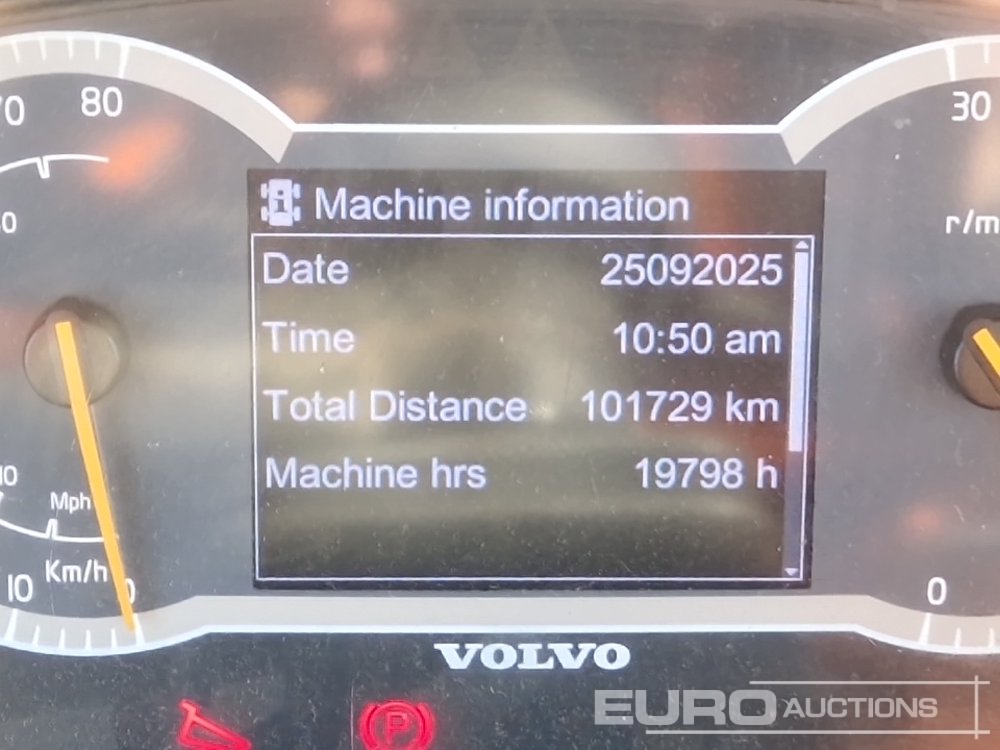 80
30
Machine information
r/m
Date 25092025
Time 10:50 am
Total Distance 101729 km
Machine hrs 19798 h
Mph
Km/h
10
0
0
VOLVO
P
EURO AUCTIONS